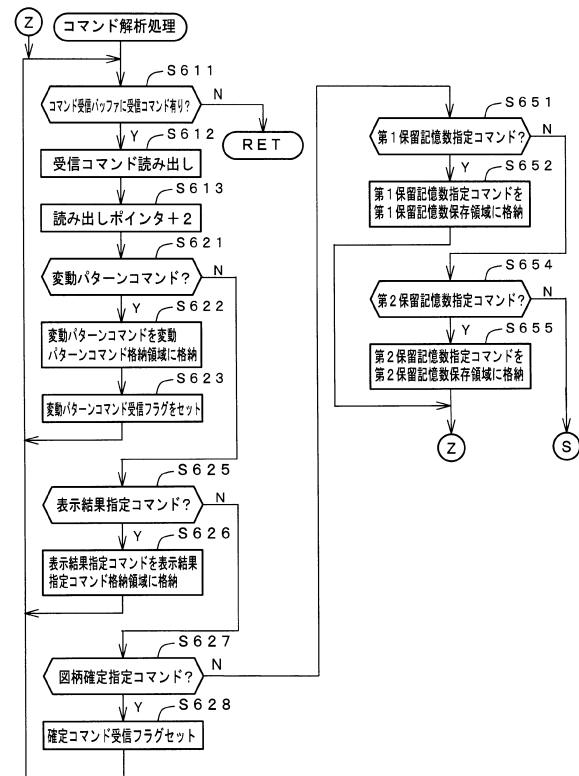 Z
コマンド解析処理
S611
コマンド受信バッファに受信コマンド有り?
N
Y
RET
S612
受信コマンド読み出し
S613
読み出しポインタ+2
S621
変動パターンコマンド?
N
Y
S622
変動パターンコマンドを変動
パターンコマンド格納領域に格納
S623
変動パターンコマンド受信フラグをセット
S625
表示結果指定コマンド?
N
Y
S626
表示結果指定コマンドを表示結果
指定コマンド格納領域に格納
S627
図柄確定指定コマンド?
N
Y
S628
確定コマンド受信フラグセット
S651
第1保留記憶数指定コマンド?
N
Y
S652
第1保留記憶数指定コマンドを
第1保留記憶数保存領域に格納
S654
第2保留記憶数指定コマンド?
N
Y
S655
第2保留記憶数指定コマンドを
第2保留記憶数保存領域に格納
Z
S